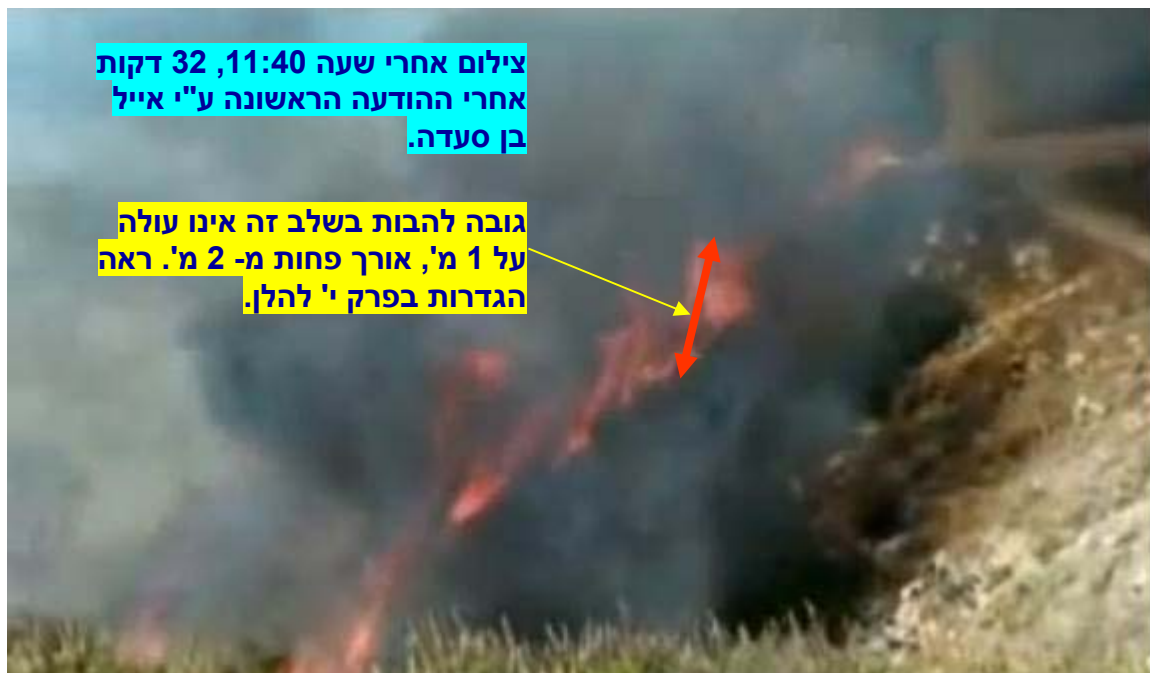 צילום אחרי שעה 11:40, 32 דקות
אחרי ההודעה הראשונה ע"י אייל
בן סעדה.
גובה להבות בשלב זה אינו עולה
על 1 מ', אורך פחות מ- 2 מ'. ראה
הגדרות בפרק י' להלן.